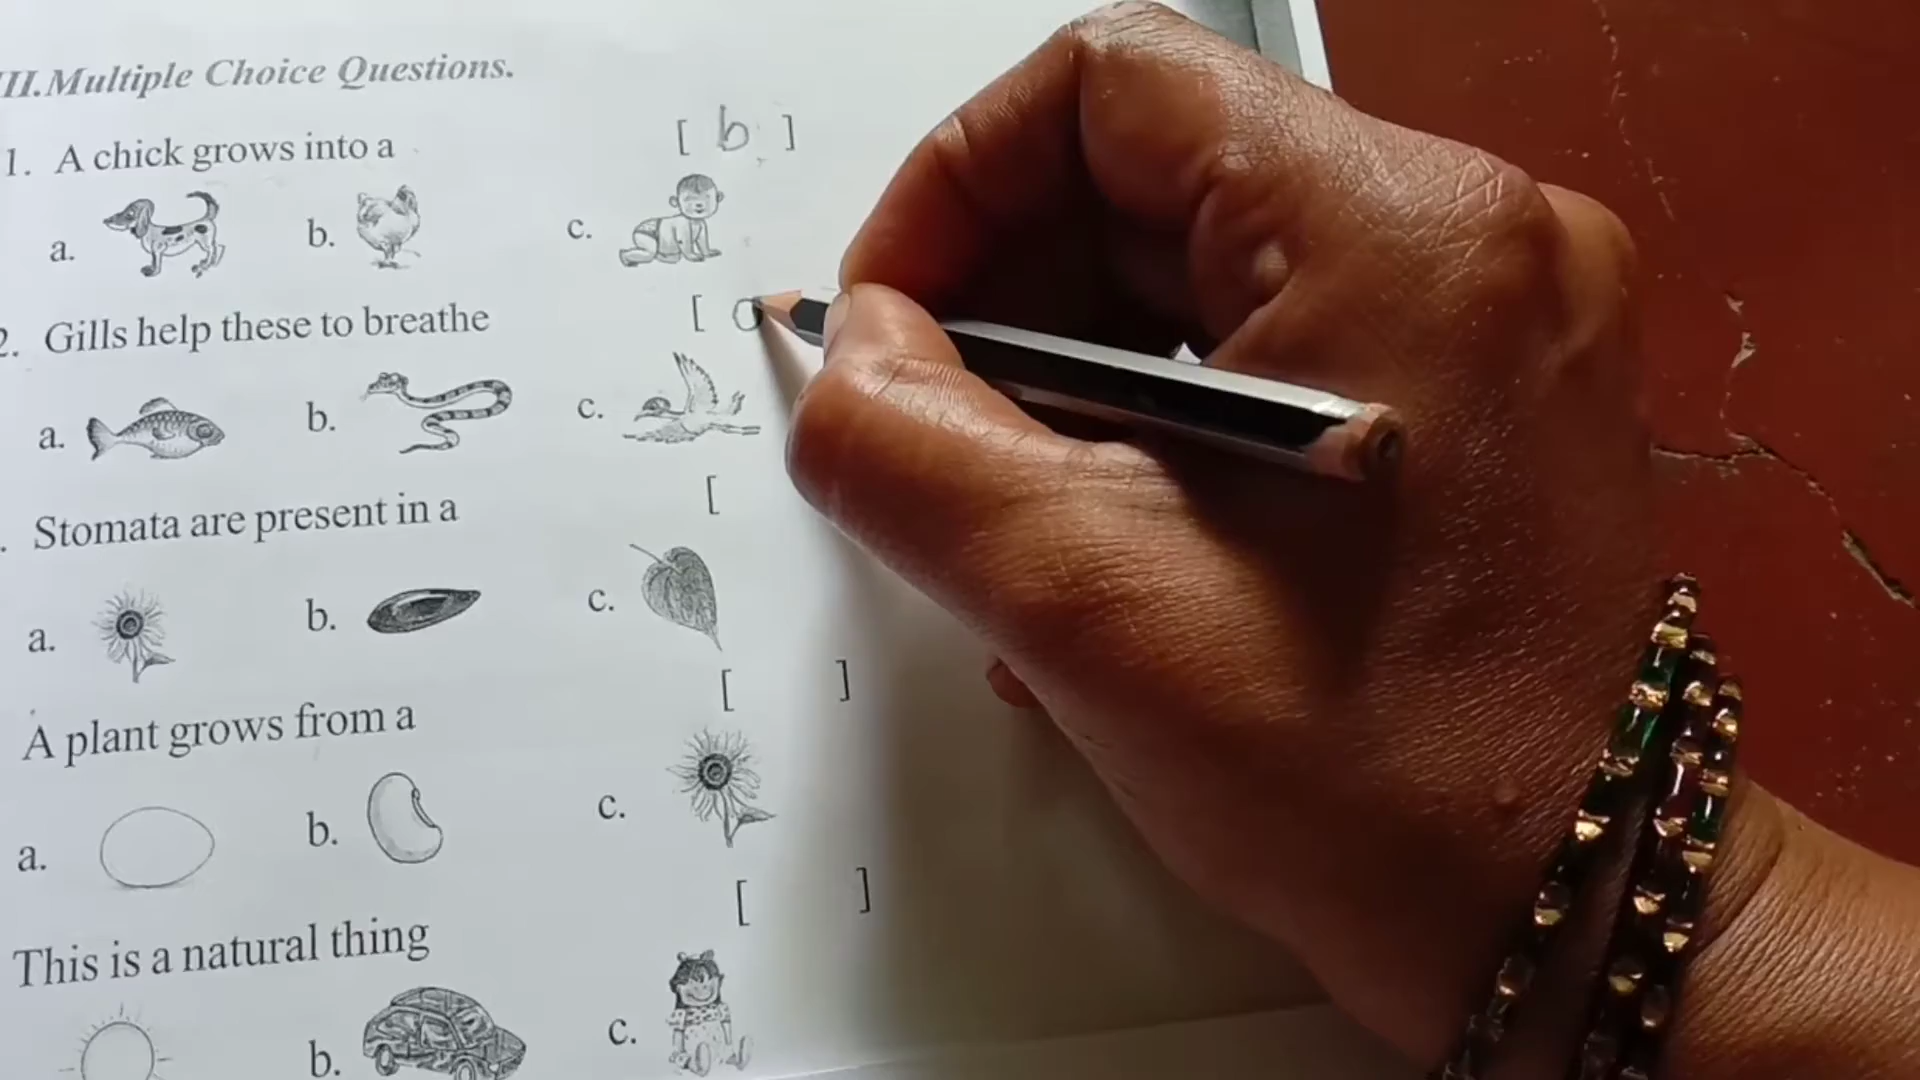 III.Multiple Choice Questions.
1. A chick grows into a [ b ]
a. b. c.
2. Gills help these to breathe [ a
a. b. c.
. Stomata are present in a [
a. b. c.
A plant grows from a [ ]
a. b. c.
This is a natural thing [ ]
b. c.